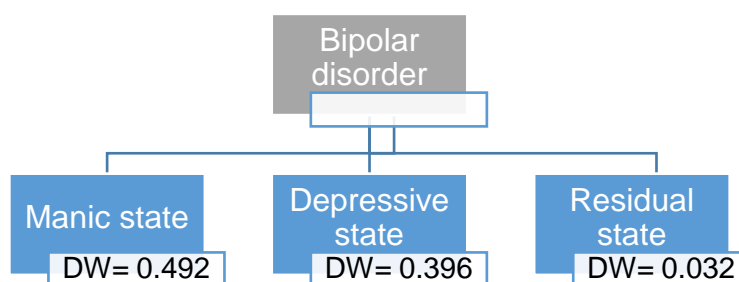 Bipolar
disorder
Manic state
DW= 0.492
Depressive
state
DW= 0.396
Residual
state
DW= 0.032